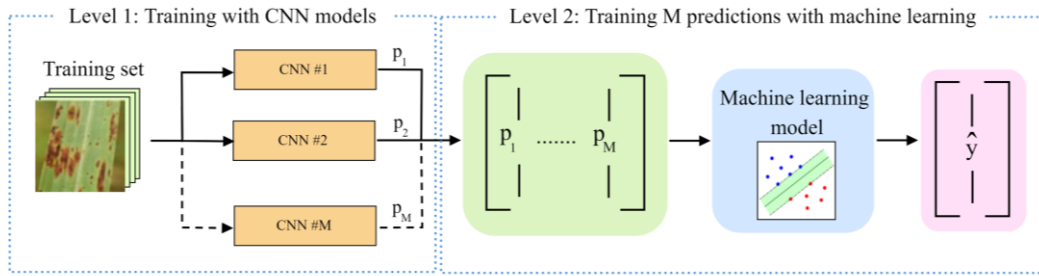 Level 1: Training with CNN models
Level 2: Training M predictions with machine learning
Training set
CNN #1
p1
CNN #2
p2
CNN #M
pM
p1 ....... pM
Machine learning
model
ŷ